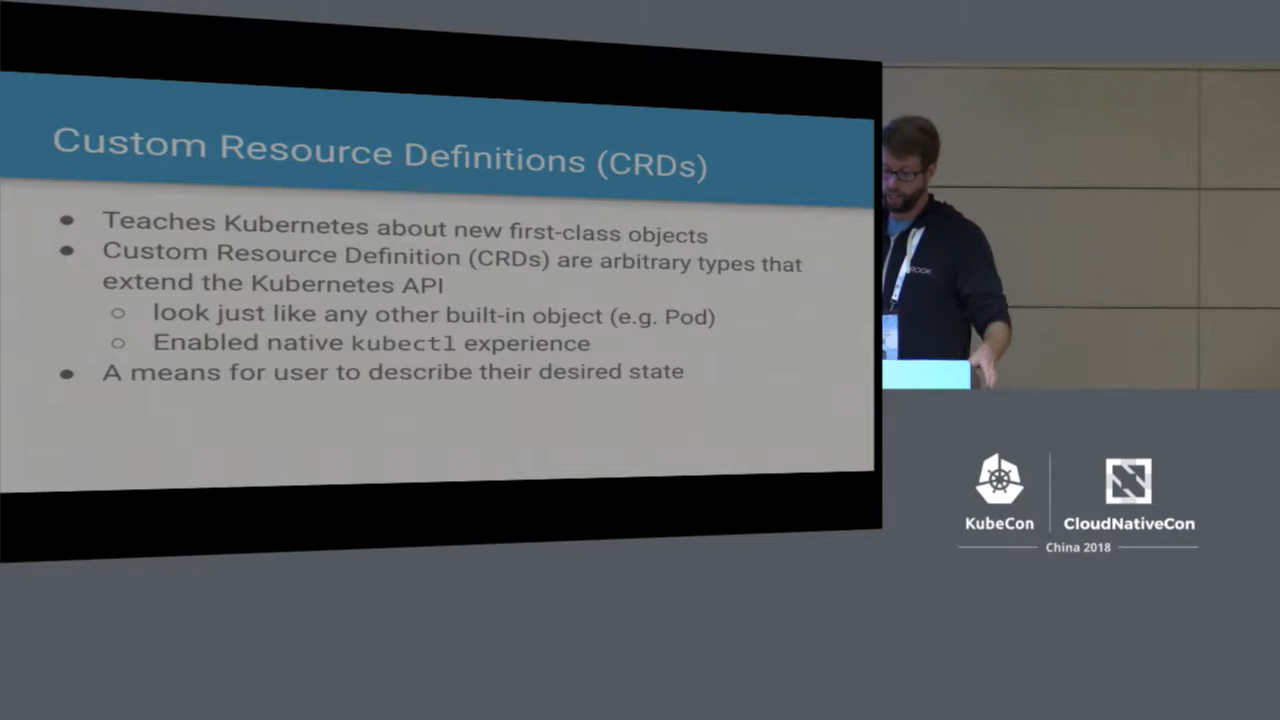 Custom Resource Definitions (CRDs)
● Teaches Kubernetes about new first-class objects
● Custom Resource Definition (CRDs) are arbitrary types that
extend the Kubernetes API
○ look just like any other built-in object (e.g. Pod)
○ Enabled native kubectl experience
● A means for user to describe their desired state
ROOK
KubeCon
CloudNativeCon
China 2018